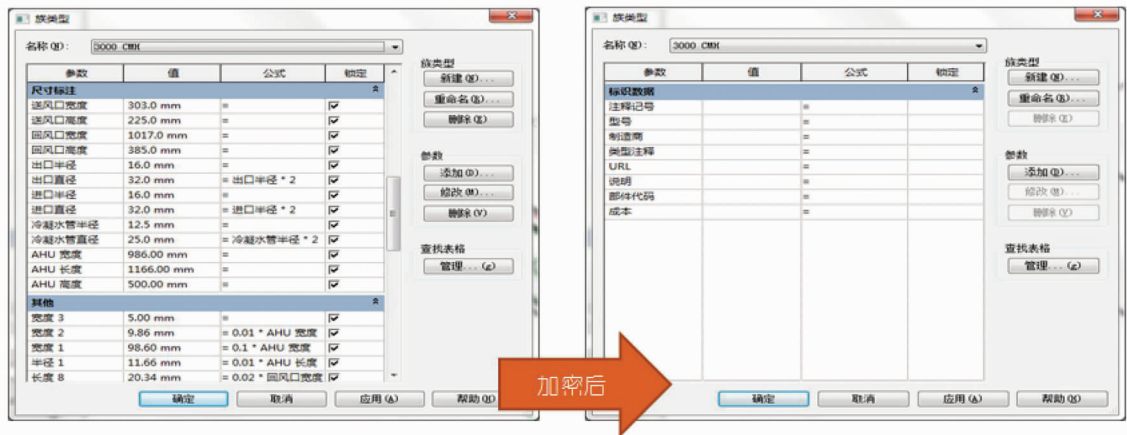 族类型
名称(N):
3000 CMH
参数 值 公式 锁定
尺寸标注
送风口宽度 303.0 mm =
送风口高度 225.0 mm =
回风口宽度 1017.0 mm =
回风口高度 385.0 mm =
出口半径 16.0 mm =
出口直径 32.0 mm = 出口半径 * 2
进口半径 16.0 mm =
进口直径 32.0 mm = 进口半径 * 2
冷凝水管半径 12.5 mm =
冷凝水管直径 25.0 mm = 冷凝水管半径 * 2
AHU 宽度 986.00 mm =
AHU 长度 1166.00 mm =
AHU 高度 500.00 mm =
其他
宽度 3 5.00 mm =
宽度 2 9.86 mm = 0.01 * AHU 宽度
宽度 1 98.60 mm = 0.1 * AHU 宽度
半径 1 11.66 mm = 0.01 * AHU 长度
长度 8 20.34 mm = 0.02 * 回风口宽度
族类型
新建(N)...
重命名(R)...
删除(E)
参数
添加(D)...
修改(M)...
删除(V)
查找表格
管理...(G)
确定 取消 应用(A) 帮助(H)
加密后
族类型
名称(N):
3000 CMH
参数 值 公式 锁定
标识数据
注释记号 =
型号 =
制造商 =
类型注释 =
URL =
说明 =
部件代码 =
成本 =
族类型
新建(N)...
重命名(R)...
删除(E)
参数
添加(D)...
修改(M)...
删除(V)
查找表格
管理...(G)
确定 取消 应用(A) 帮助(H)